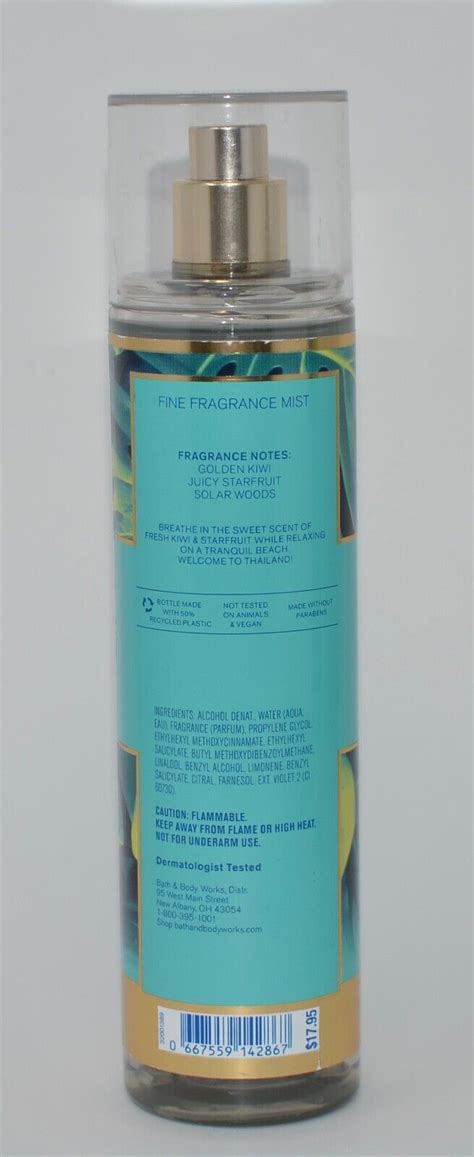 FINE FRAGRANCE MIST
FRAGRANCE NOTES:
GOLDEN KIWI
JUICY STARFRUIT
SOLAR WOODS
BREATHE IN THE SWEET SCENT OF
FRESH KIWI & STARFRUIT WHILE RELAXING
ON A TRANQUIL BEACH.
WELCOME TO THAILAND!
BOTTLE MADE
WITH 50%
RECYCLED PLASTIC
NOT TESTED
ON ANIMALS
& VEGAN
MADE WITHOUT
PARABENS
INGREDIENTS: ALCOHOL DENAT., WATER (AQUA,
EAU), FRAGRANCE (PARFUM), PROPYLENE GLYCOL,
ETHYLHEXYL METHOXYCINNAMATE, ETHYLHEXYL
SALICYLATE, BUTYL METHOXYDIBENZOYLMETHANE,
LINALOOL, BENZYL ALCOHOL, LIMONENE, BENZYL
SALICYLATE, CITRAL, FARNESOL, EXT. VIOLET 2 (CI
60730).
CAUTION: FLAMMABLE.
KEEP AWAY FROM FLAME OR HIGH HEAT.
NOT FOR UNDERARM USE.
Dermatologist Tested
Bath & Body Works, Distr.
95 West Main Street
New Albany, OH 43054
1-800-395-1001
Shop bathandbodyworks.com
0 667559 142867
$17.95